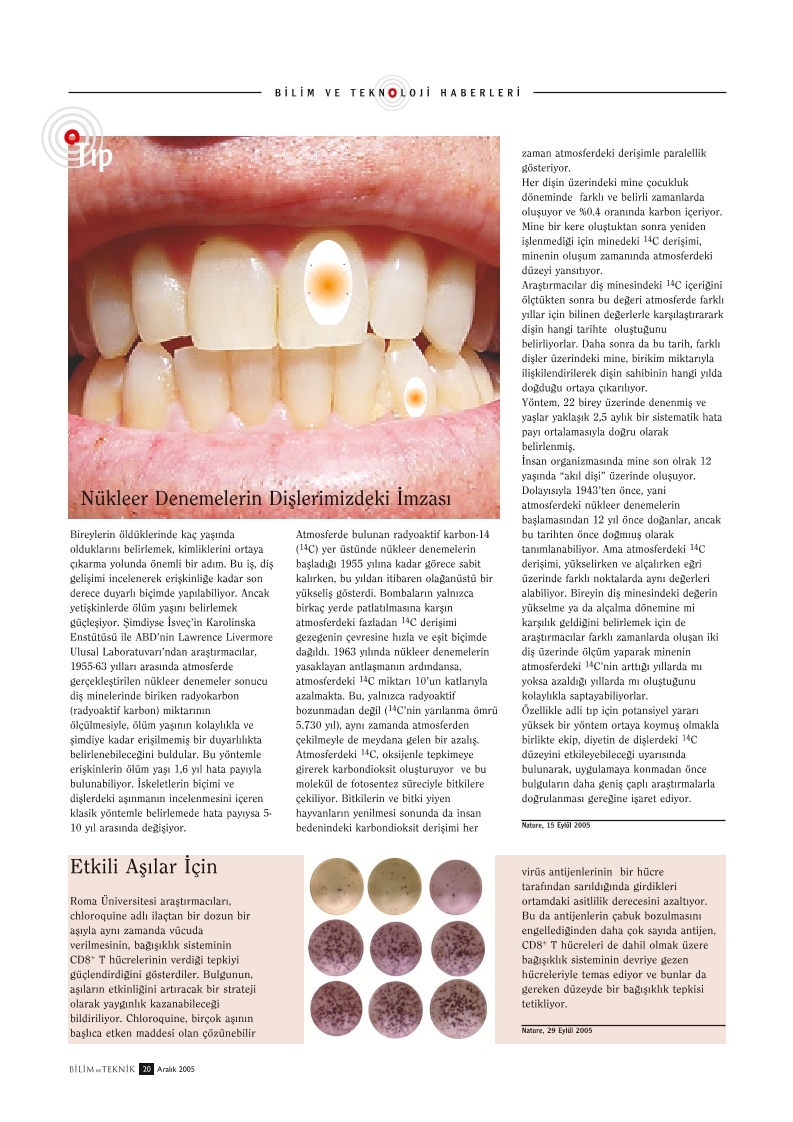 BİLİM VE TEKNOLOJİ HABERLERİ
Tıp
Nükleer Denemelerin Dişlerimizdeki İmzası
Bireylerin öldüklerinde kaç yaşında
olduklarını belirlemek, kimliklerini ortaya
çıkarma yolunda önemli bir adım. Bu iş, diş
gelişimi incelenerek erişkinliğe kadar son
derece duyarlı biçimde yapılabiliyor. Ancak
yetişkinlerde ölüm yaşını belirlemek
güçleşiyor. Şimdiyse İsveç'in Karolinska
Enstütüsü ile ABD'nin Lawrence Livermore
Ulusal Laboratuvarı'ndan araştırmacılar,
1955-63 yılları arasında atmosferde
gerçekleştirilen nükleer denemeler sonucu
diş minelerinde biriken radyokarbon
(radyoaktif karbon) miktarının
ölçülmesiyle, ölüm yaşının kolaylıkla ve
şimdiye kadar erişilmemiş bir duyarlılıkta
belirlenebileceğini buldular. Bu yöntemle
erişkinlerin ölüm yaşı 1,6 yıl hata payıyla
bulunabiliyor. İskeletlerin biçimi ve
dişlerdeki aşınmanın incelenmesini içeren
klasik yöntemle belirlemede hata payıysa 5-
10 yıl arasında değişiyor.
Atmosferde bulunan radyoaktif karbon-14
(¹⁴C) yer üstünde nükleer denemelerin
başladığı 1955 yılına kadar görece sabit
kalırken, bu yıldan itibaren olağanüstü bir
yükseliş gösterdi. Bombaların yalnızca
birkaç yerde patlatılmasına karşın
atmosferdeki fazladan ¹⁴C derişimi
gezegenin çevresine hızla ve eşit biçimde
dağıldı. 1963 yılında nükleer denemelerin
yasaklayan antlaşmanın ardındansa,
atmosferdeki ¹⁴C miktarı 10'un katlarıyla
azalmakta. Bu, yalnızca radyoaktif
bozunmadan değil (¹⁴C'nin yarılanma ömrü
5.730 yıl), aynı zamanda atmosferden
çekilmeyle de meydana gelen bir azalış.
Atmosferdeki ¹⁴C, oksijenle tepkimeye
girerek karbondioksit oluşturuyor ve bu
molekül de fotosentez süreciyle bitkilere
çekiliyor. Bitkilerin ve bitki yiyen
hayvanların yenilmesi sonunda da insan
bedenindeki karbondioksit derişimi her
zaman atmosferdeki derişimle paralellik
gösteriyor.
Her dişin üzerindeki mine çocukluk
döneminde farklı ve belirli zamanlarda
oluşuyor ve %0.4 oranında karbon içeriyor.
Mine bir kere oluştuktan sonra yeniden
işlenmediği için minedeki ¹⁴C derişimi,
minenin oluşum zamanında atmosferdeki
düzeyi yansıtıyor.
Araştırmacılar diş minesindeki ¹⁴C içeriğini
ölçtükten sonra bu değeri atmosferde farklı
yıllar için bilinen değerlerle karşılaştırarark
dişin hangi tarihte oluştuğunu
belirliyorlar. Daha sonra da bu tarih, farklı
dişler üzerindeki mine, birikim miktarıyla
ilişkilendirilerek dişin sahibinin hangi yılda
doğduğu ortaya çıkarılıyor.
Yöntem, 22 birey üzerinde denenmiş ve
yaşlar yaklaşık 2,5 aylık bir sistematik hata
payı ortalamasıyla doğru olarak
belirlenmiş.
İnsan organizmasında mine son olrak 12
yaşında "akıl dişi" üzerinde oluşuyor.
Dolayısıyla 1943'ten önce, yani
atmosferdeki nükleer denemelerin
başlamasından 12 yıl önce doğanlar, ancak
bu tarihten önce doğmıuş olarak
tanımlanabiliyor. Ama atmosferdeki ¹⁴C
derişimi, yükselirken ve alçalırken eğri
üzerinde farklı noktalarda aynı değerleri
alabiliyor. Bireyin diş minesindeki değerin
yükselme ya da alçalma dönemine mi
karşılık geldiğini belirlemek için de
araştırmacılar farklı zamanlarda oluşan iki
diş üzerinde ölçüm yaparak minenin
atmosferdeki ¹⁴C'nin arttığı yıllarda mı
yoksa azaldığı yıllarda mı oluştuğunu
kolaylıkla saptayabiliyorlar.
Özellikle adli tıp için potansiyel yararı
yüksek bir yöntem ortaya koymuş olmakla
birlikte ekip, diyetin de dişlerdeki ¹⁴C
düzeyini etkileyebileceği uyarısında
bulunarak, uygulamaya konmadan önce
bulguların daha geniş çaplı araştırmalarla
doğrulanması gereğine işaret ediyor.
Nature, 15 Eylül 2005
Etkili Aşılar İçin
Roma Üniversitesi araştırmacıları,
chloroquine adlı ilaçtan bir dozun bir
aşıyla aynı zamanda vücuda
verilmesinin, bağışıklık sisteminin
CD8⁺ T hücrelerinin verdiği tepkiyi
güçlendirdiğini gösterdiler. Bulgunun,
aşıların etkinliğini artıracak bir strateji
olarak yaygınlık kazanabileceği
bildiriliyor. Chloroquine, birçok aşının
başlıca etken maddesi olan çözünebilir
virüs antijenlerinin bir hücre
tarafından sarıldığında girdikleri
ortamdaki asitlilik derecesini azaltıyor.
Bu da antijenlerin çabuk bozulmasını
engellediğinden daha çok sayıda antijen,
CD8⁺ T hücreleri de dahil olmak üzere
bağışıklık sisteminin devriye gezen
hücreleriyle temas ediyor ve bunlar da
gereken düzeyde bir bağışıklık tepkisi
tetikliyor.
Nature, 29 Eylül 2005
BİLİM ve TEKNİK 20 Aralık 2005